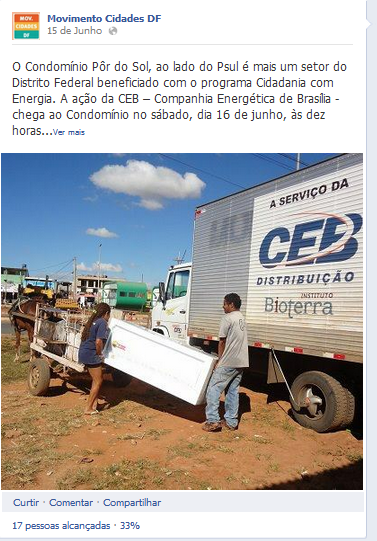 MOV.
CIDADES
DF
Movimento Cidades DF
15 de Junho
O Condomínio Pôr do Sol, ao lado do Psul é mais um setor do
Distrito Federal beneficiado com o programa Cidadania com
Energia. A ação da CEB – Companhia Energética de Brasília -
chega ao Condomínio no sábado, dia 16 de junho, às dez
horas...Ver mais
A SERVIÇO DA
CEB
DISTRIBUIÇÃO
INSTITUTO
Bioterra
Curtir · Comentar · Compartilhar
17 pessoas alcançadas · 33%